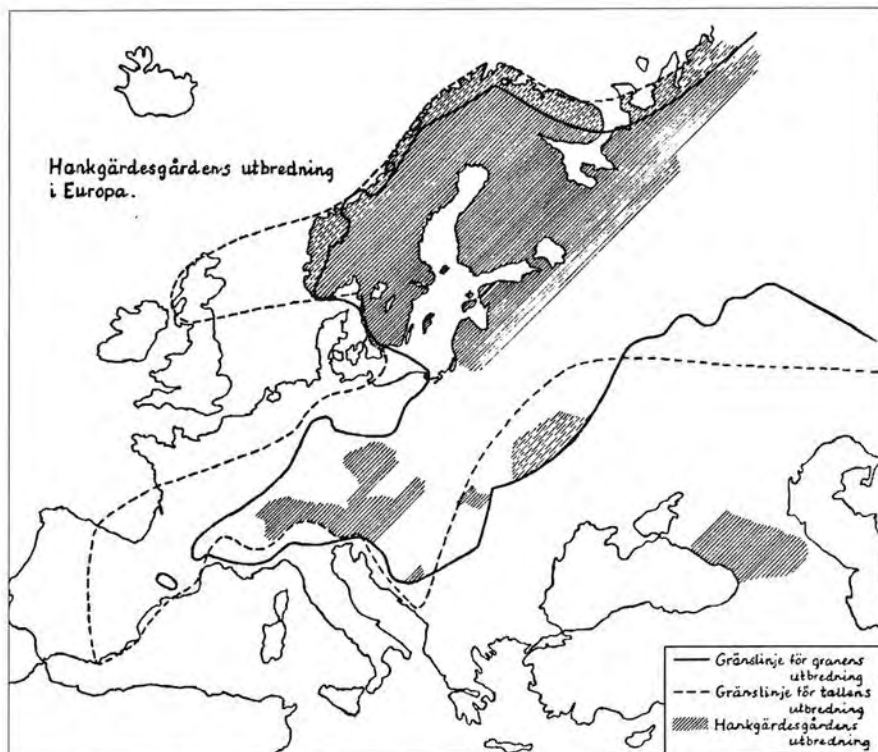 Hankgärdesgårdens utbredning
i Europa.
Gränslinje för granens
utbredning
Gränslinje för tallens
utbredning
Hankgärdesgårdens
utbredning